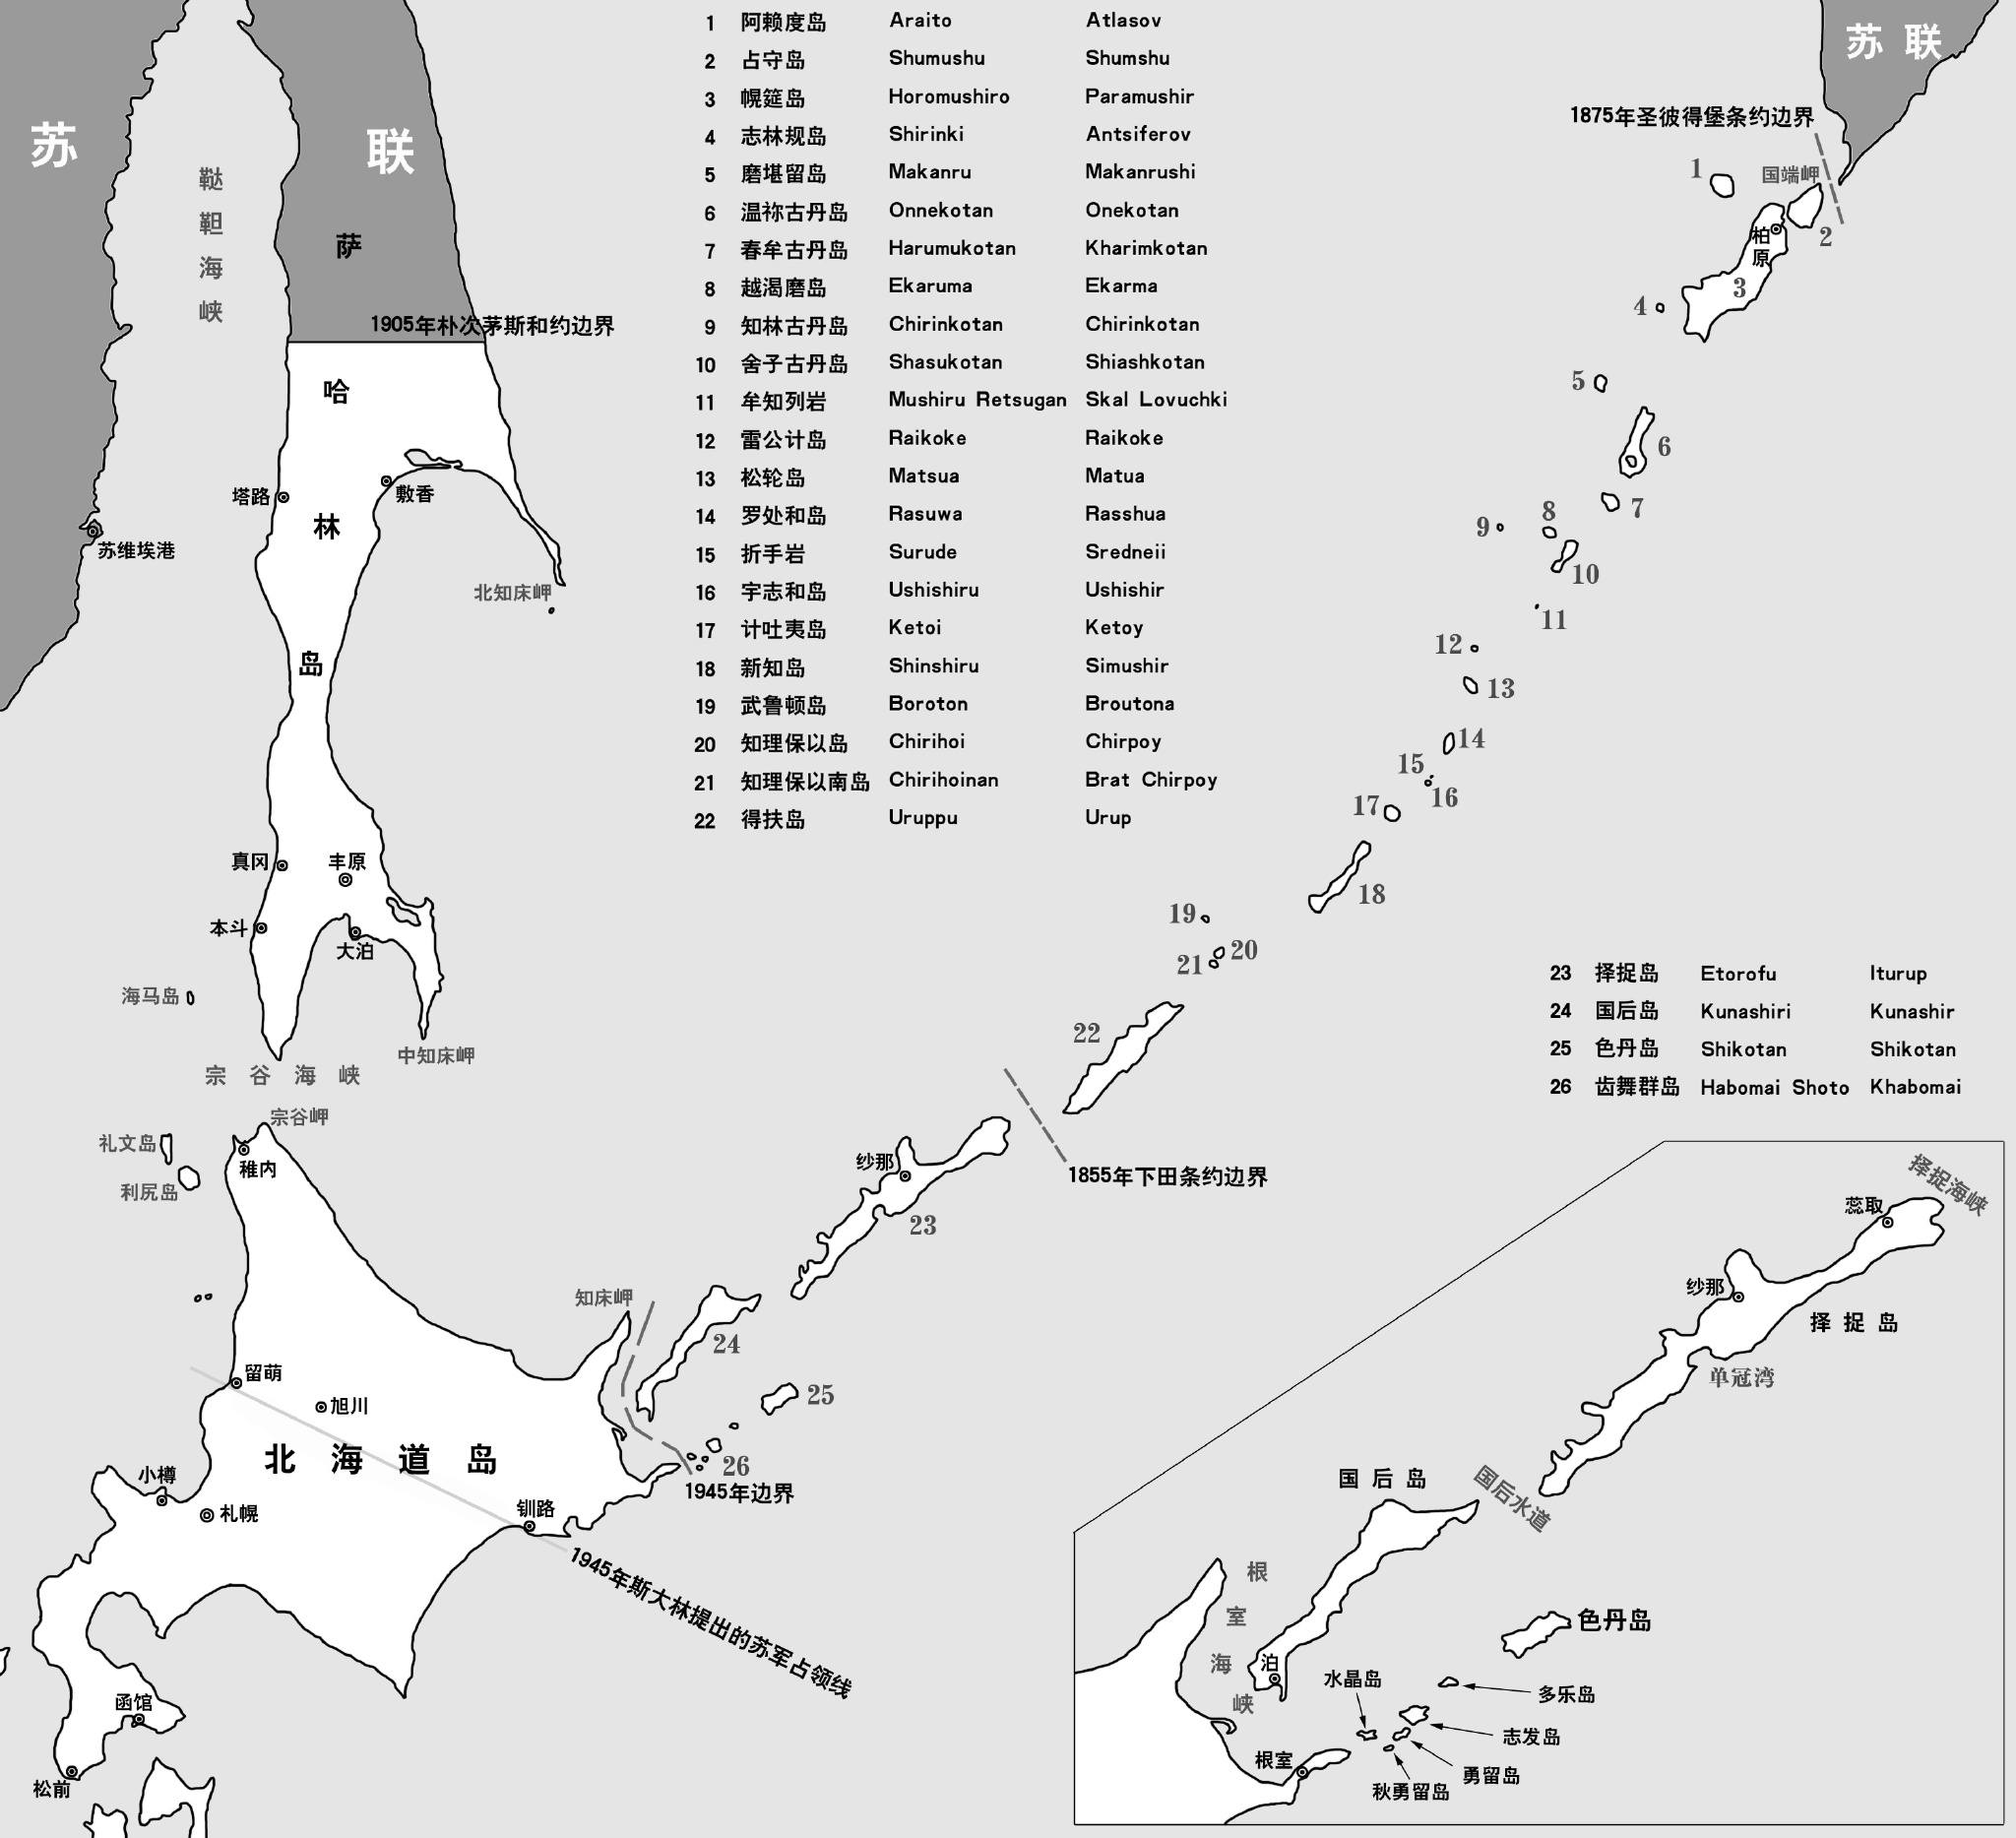 苏联
鞑靼海峡
1 阿赖度岛 Araito Atlasov
2 占守岛 Shumushu Shumshu
3 幌筵岛 Horomushiro Paramushir
4 志林规岛 Shirinki Antsiferov
5 磨堪留岛 Makanru Makanrushi
6 温祢古丹岛 Onnekotan Onekotan
7 春牟古丹岛 Harumukotan Kharimkotan
8 越渴磨岛 Ekaruma Ekarma
9 知林古丹岛 Chirinkotan Chirinkotan
10 舍子古丹岛 Shasukotan Shiashkotan
11 牟知列岩 Mushiru Retsugan Skal Lovuchki
12 雷公计岛 Raikoke Raikoke
13 松轮岛 Matsua Matua
14 罗处和岛 Rasuwa Rasshua
15 折手岩 Surude Sredneii
16 宇志和岛 Ushishiru Ushishir
17 计吐夷岛 Ketoi Ketoy
18 新知岛 Shinshiru Simushir
19 武鲁顿岛 Boroton Broutona
20 知理保以岛 Chirihoi Chirpoy
21 知理保以南岛 Chirihoinan Brat Chirpoy
22 得抚岛 Uruppu Urup
苏联
1875年圣彼得堡条约边界
国端岬
1
2
柏原
3
4
5
6
7
8
9
10
11
12
13
14
15
16
17
18
19
20
21
22
1905年朴次茅斯和约边界
萨哈林岛
塔路
敷香
苏维埃港
北知床岬
真冈
丰原
本斗
大泊
海马岛
中知床岬
宗谷海峡
宗谷岬
礼文岛
稚内
利尻岛
1855年下田条约边界
纱那
23
知床岬
24
25
26
1945年边界
留萌
旭川
北海道岛
小樽
札幌
钏路
1945年斯大林提出的苏军占领线
函馆
松前
23 择捉岛 Etorofu Iturup
24 国后岛 Kunashiri Kunashir
25 色丹岛 Shikotan Shikotan
26 齿舞群岛 Habomai Shoto Khabomai
择捉海峡
蕊取
纱那
择捉岛
单冠湾
国后岛
国后水道
根室海峡
泊
色丹岛
水晶岛
多乐岛
志发岛
根室
勇留岛
秋勇留岛